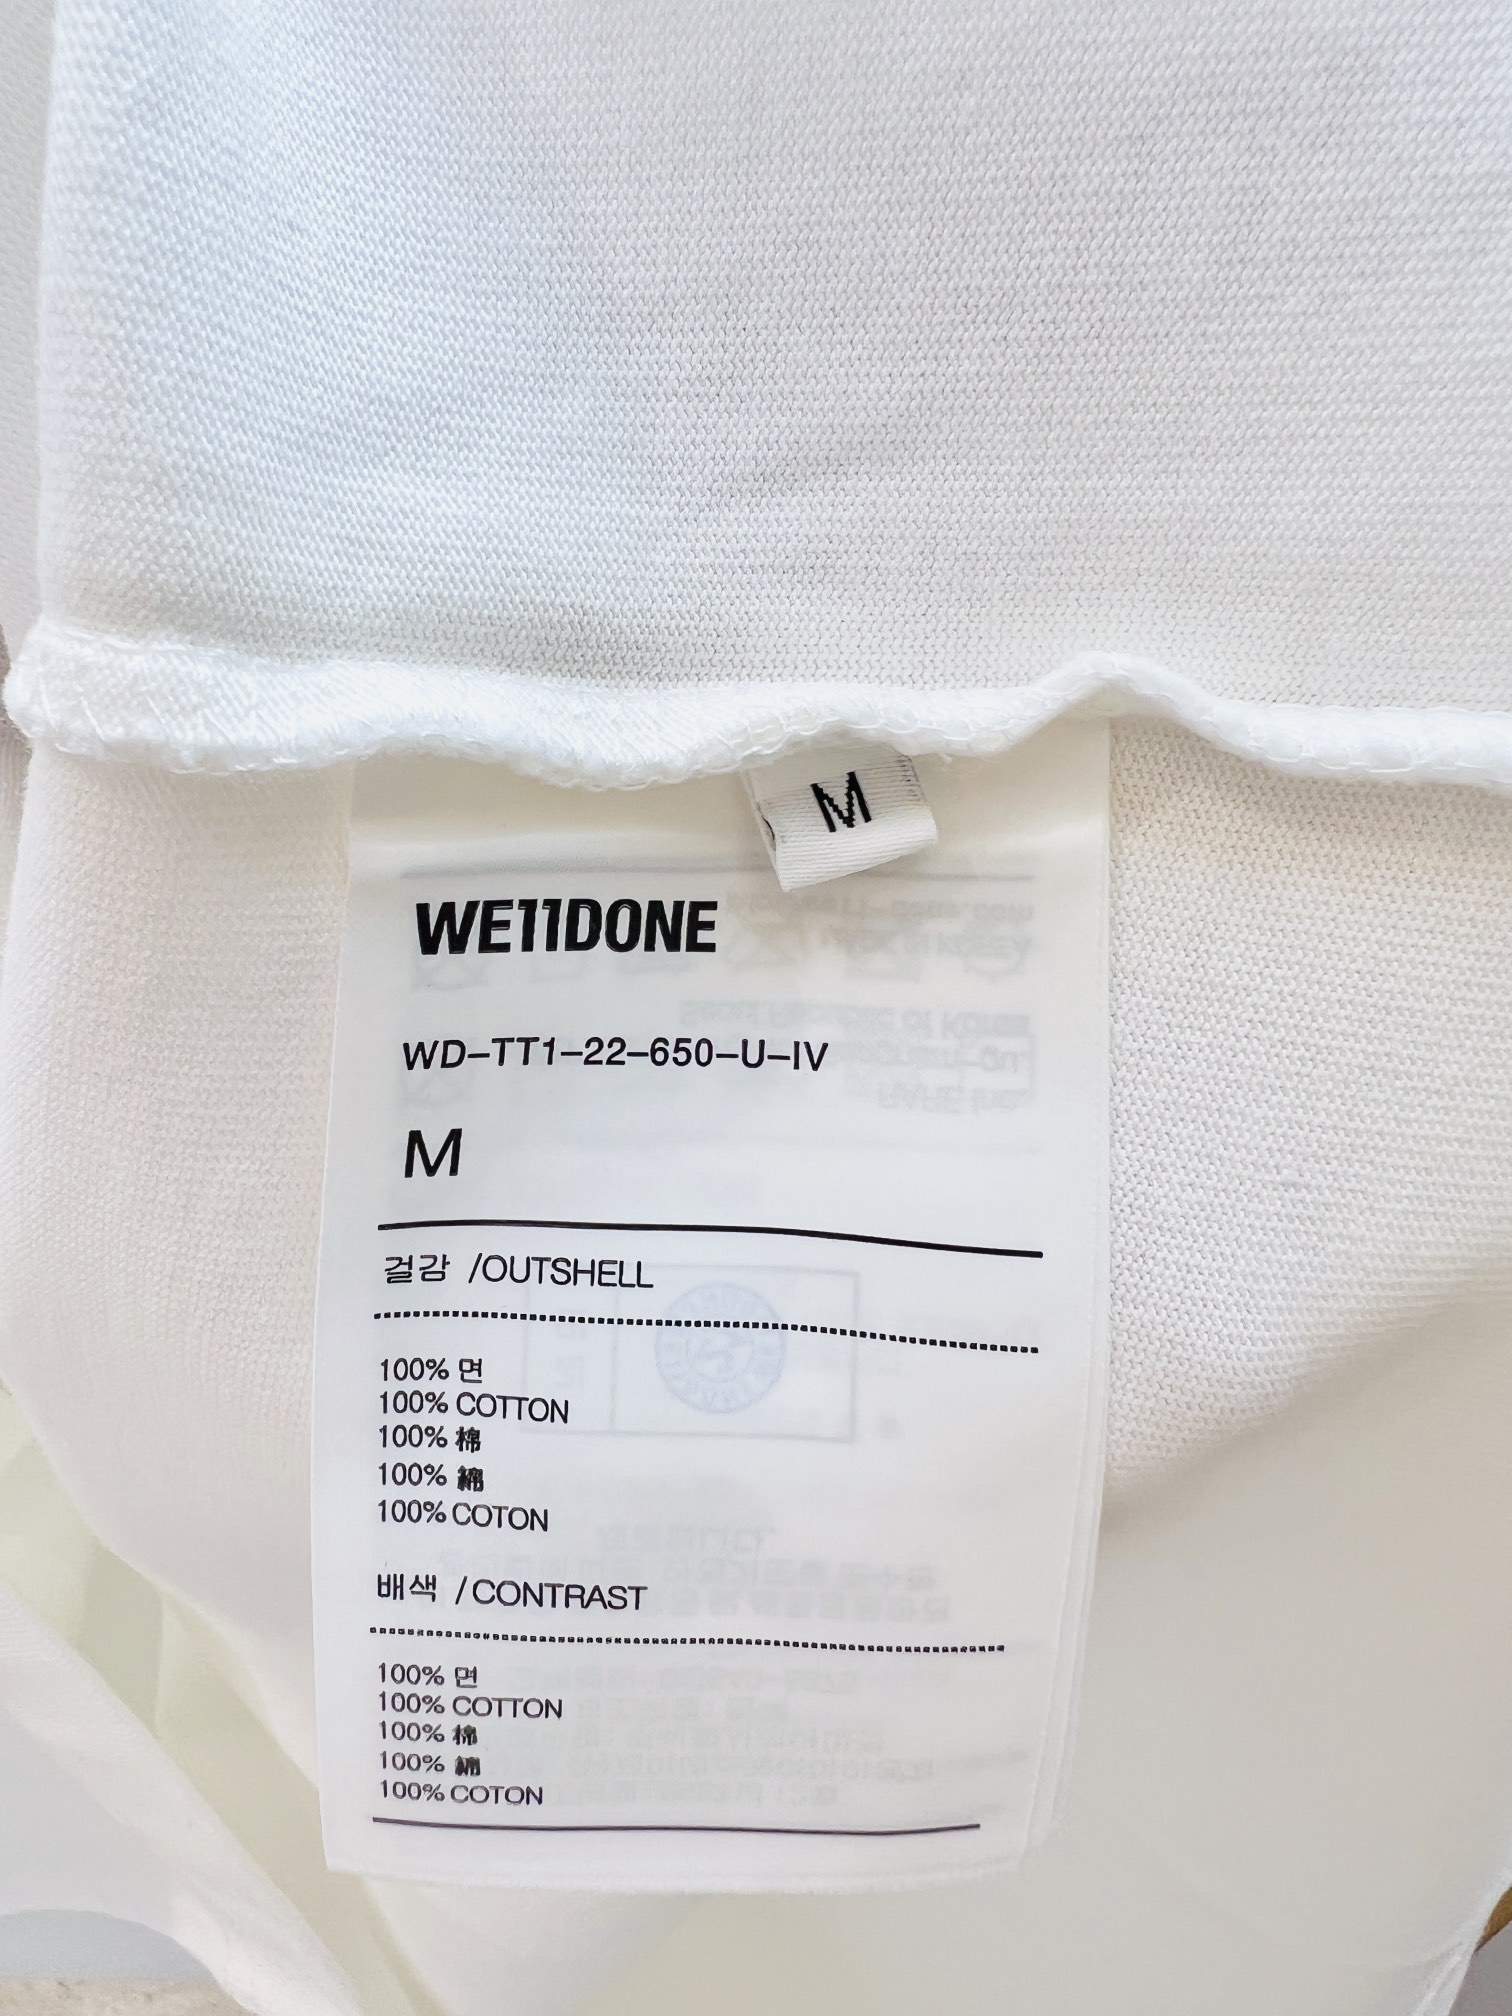 M
WE11DONE
WD-TT1-22-650-U-IV
M
걸감 /OUTSHELL
100% 면
100% COTTON
100% 棉
100% 綿
100% COTON
배색 /CONTRAST
100% 면
100% COTTON
100% 棉
100% 綿
100% COTON